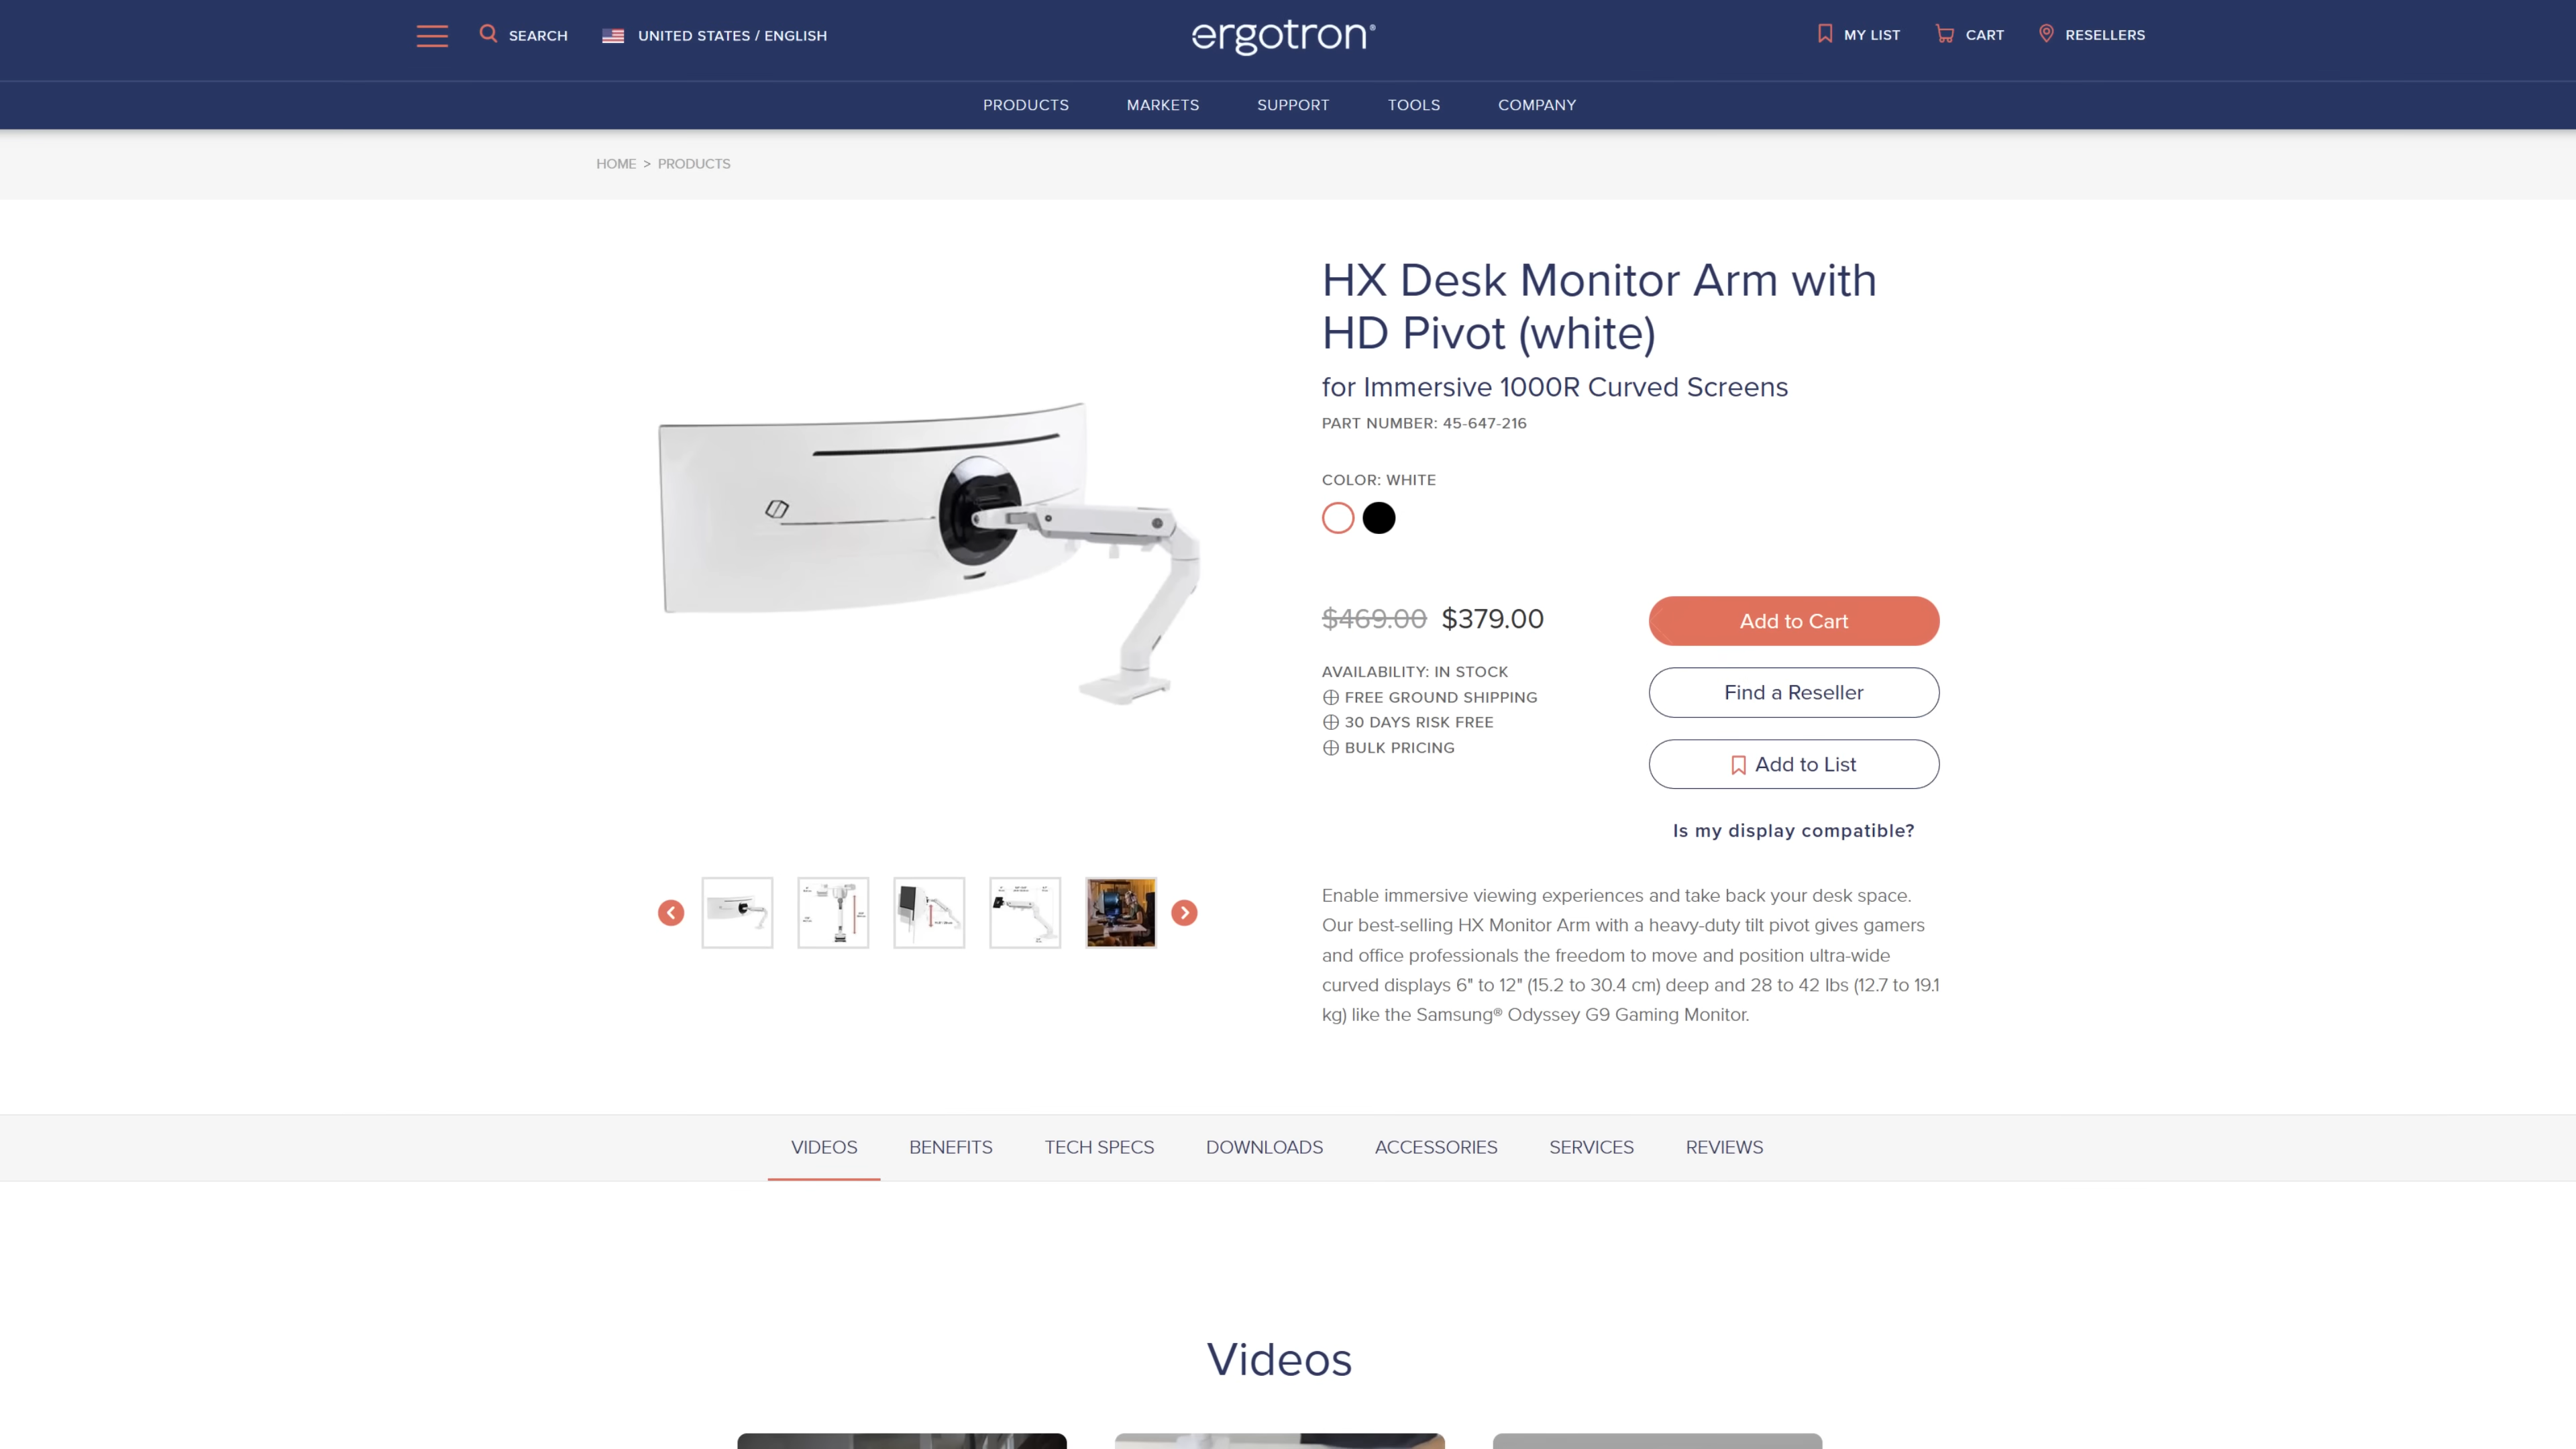 SEARCH
UNITED STATES / ENGLISH
ergotron®
MY LIST
CART
RESELLERS
PRODUCTS
MARKETS
SUPPORT
TOOLS
COMPANY
HOME > PRODUCTS
HX Desk Monitor Arm with
HD Pivot (white)
for Immersive 1000R Curved Screens
PART NUMBER: 45-647-216
COLOR: WHITE
$469.00 $379.00
Add to Cart
AVAILABILITY: IN STOCK
FREE GROUND SHIPPING
30 DAYS RISK FREE
BULK PRICING
Find a Reseller
Add to List
Is my display compatible?
Enable immersive viewing experiences and take back your desk space.
Our best-selling HX Monitor Arm with a heavy-duty tilt pivot gives gamers
and office professionals the freedom to move and position ultra-wide
curved displays 6" to 12" (15.2 to 30.4 cm) deep and 28 to 42 lbs (12.7 to 19.1
kg) like the Samsung® Odyssey G9 Gaming Monitor.
VIDEOS
BENEFITS
TECH SPECS
DOWNLOADS
ACCESSORIES
SERVICES
REVIEWS
Videos